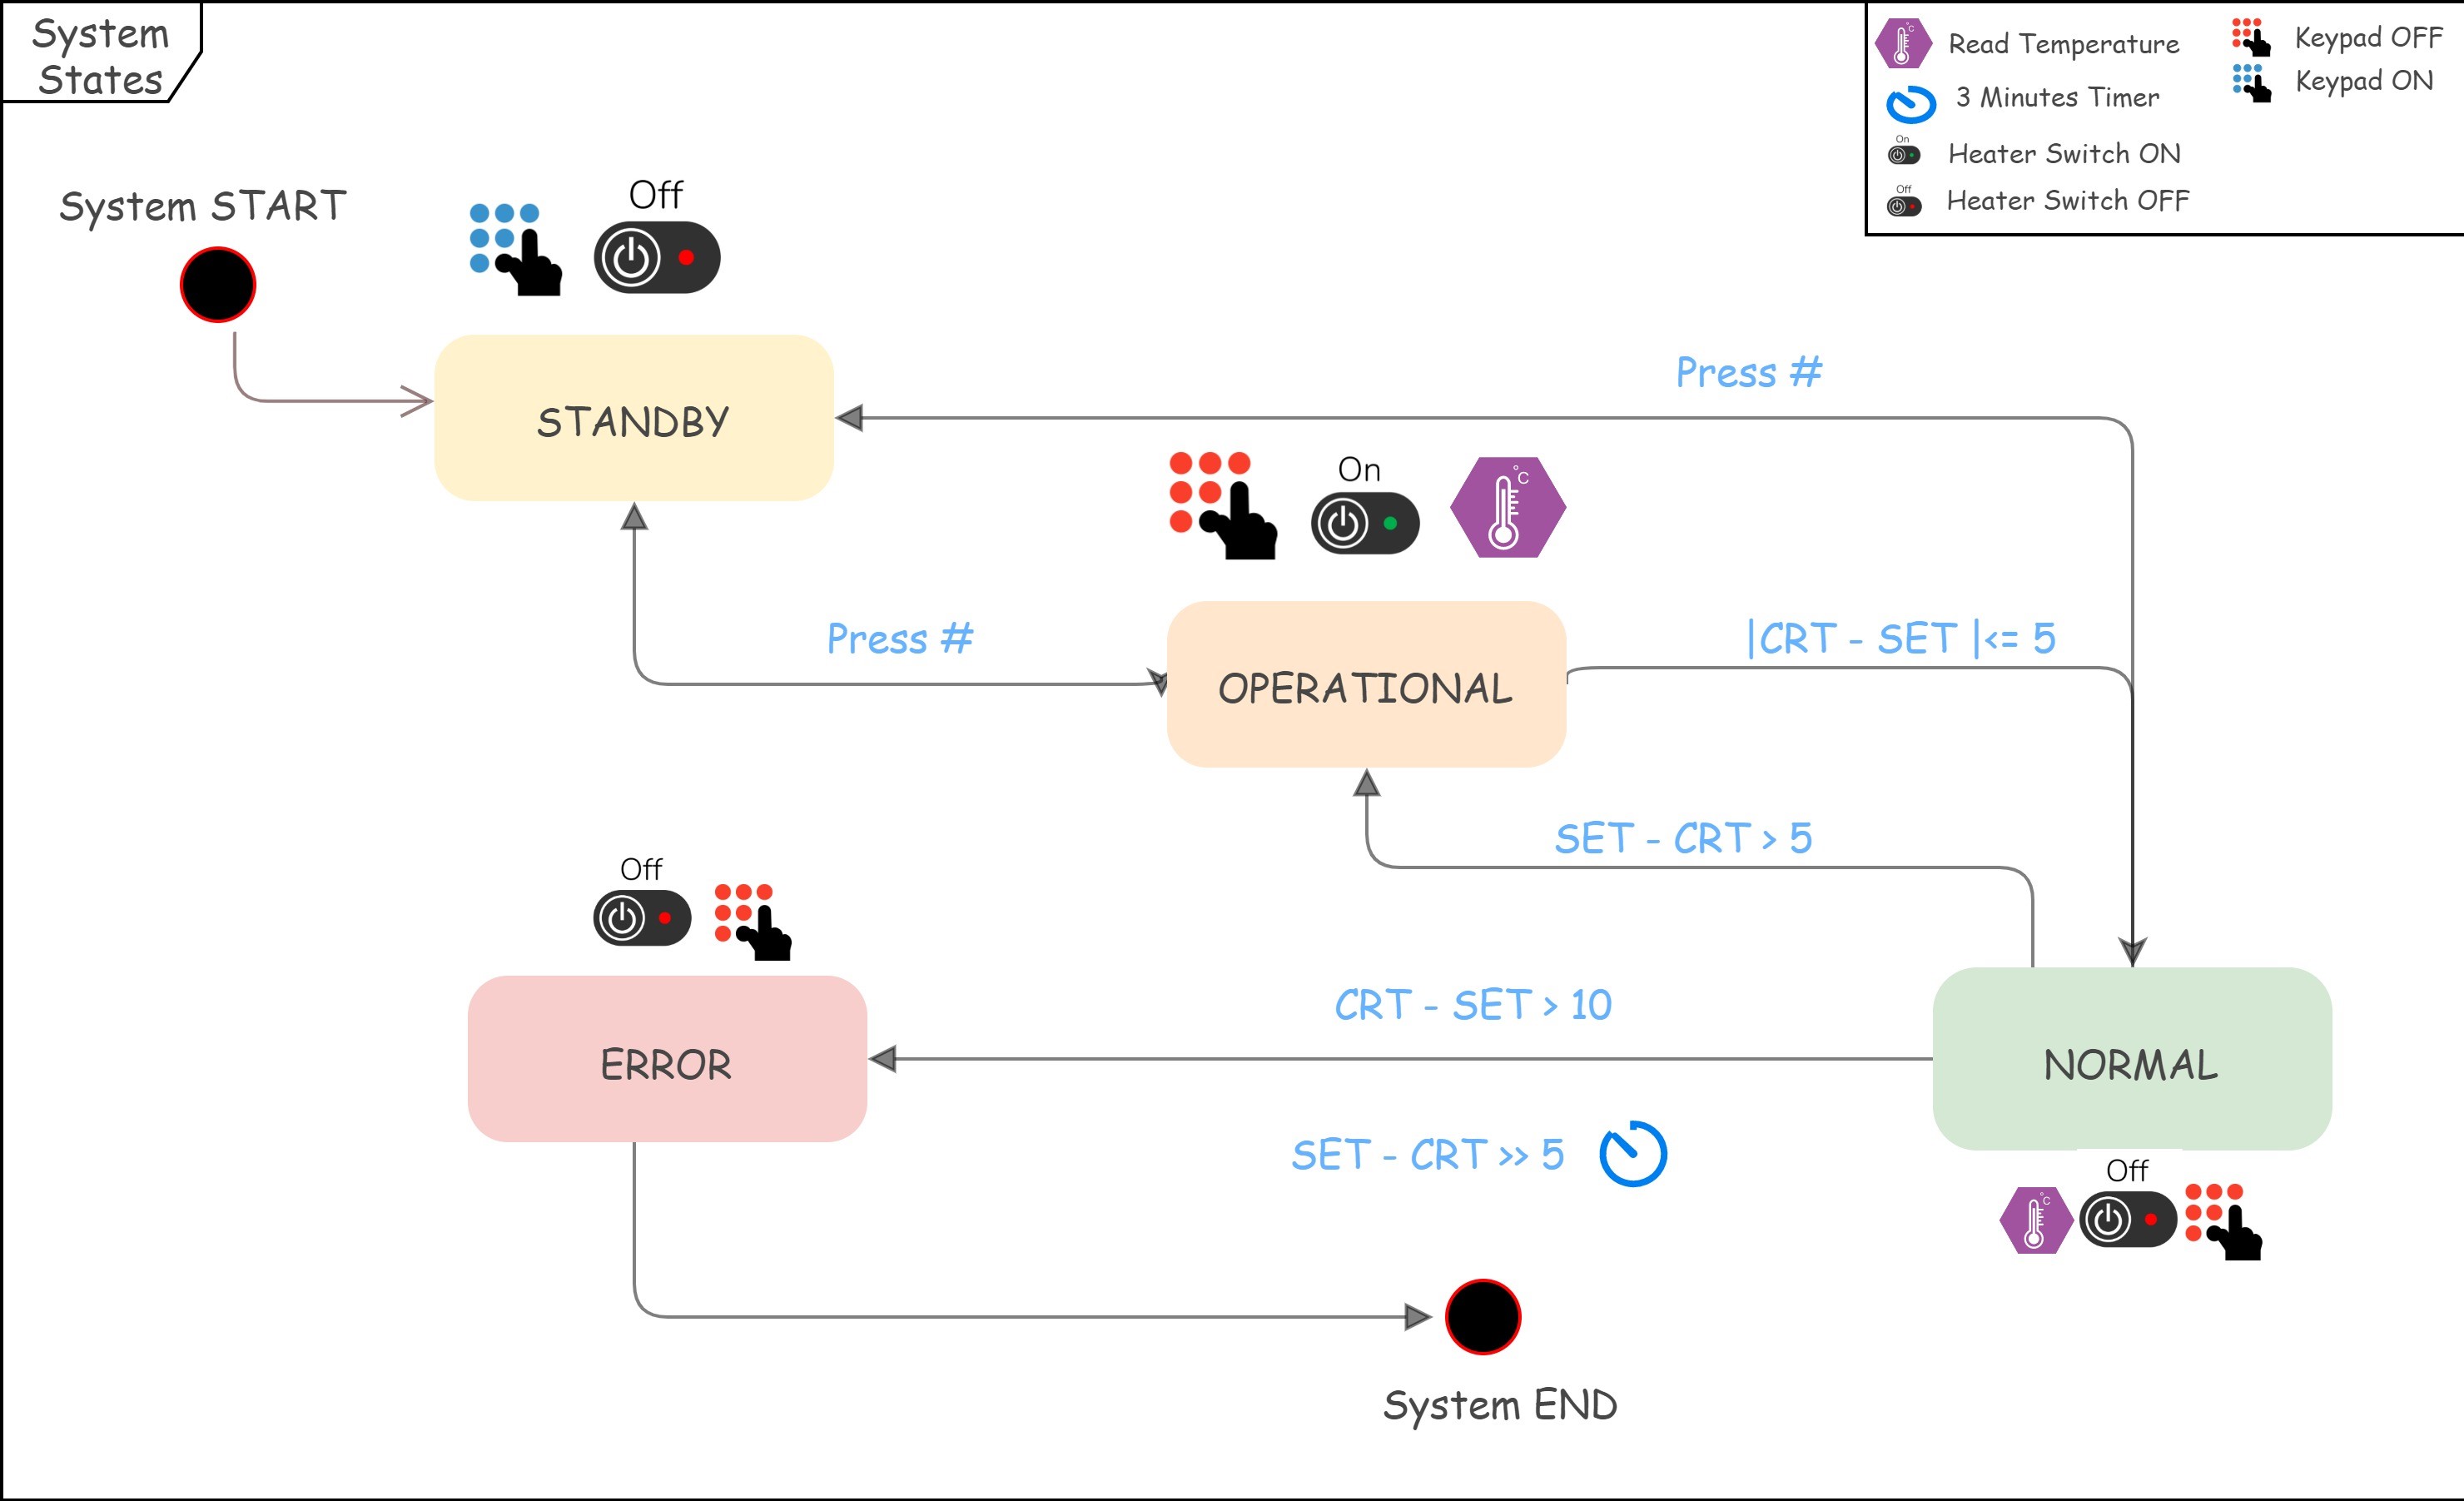 System
States
Read Temperature
Keypad OFF
Keypad ON
3 Minutes Timer
On
Heater Switch ON
Off
Heater Switch OFF
°C
System START
Off
STANDBY
Press #
On
°C
Press #
OPERATIONAL
|CRT - SET |<= 5
SET - CRT > 5
Off
CRT - SET > 10
ERROR
NORMAL
SET - CRT >> 5
Off
°C
System END